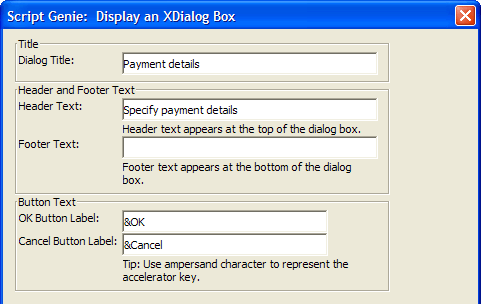 Script Genie:  Display an XDialog Box
Title
Dialog Title:
Payment details
Header and Footer Text
Header Text:
Specify payment details
Header text appears at the top of the dialog box.
Footer Text:
Footer text appears at the bottom of the dialog
box.
Button Text
OK Button Label:
&OK
Cancel Button Label:
&Cancel
Tip: Use ampersand character to represent the
accelerator key.